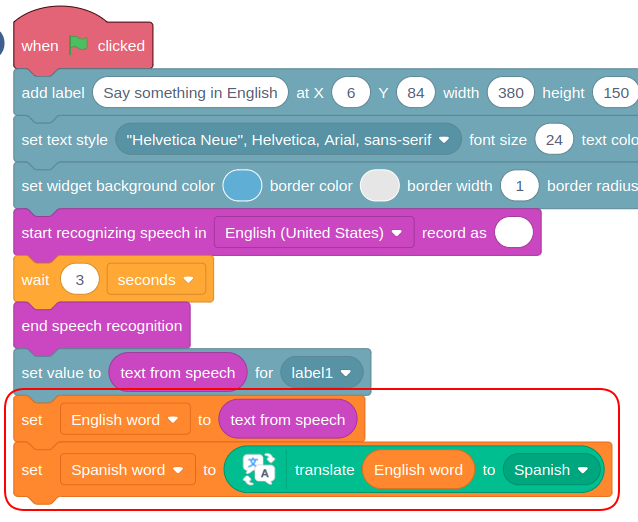 when clicked
add label Say something in English at X 6 Y 84 width 380 height 150
set text style "Helvetica Neue", Helvetica, Arial, sans-serif font size 24 text colo
set widget background color border color border width 1 border radius
start recognizing speech in English (United States) record as
wait 3 seconds
end speech recognition
set value to text from speech for label1
set English word to text from speech
set Spanish word to 文 A translate English word to Spanish